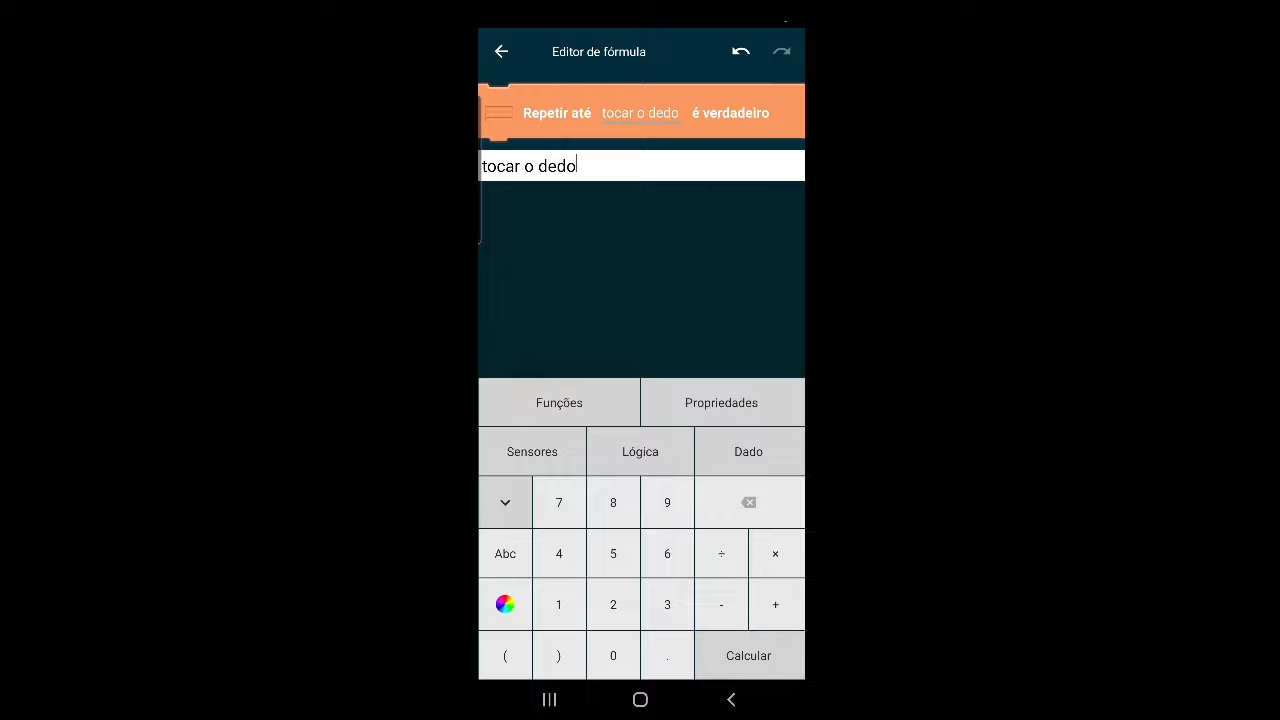 Editor de fórmula
Repetir até tocar o dedo é verdadeiro
tocar o dedo
Funções Propriedades
Sensores Lógica Dado
7 8 9
Abc 4 5 6 ÷ ×
1 2 3 - +
( ) 0 . Calcular